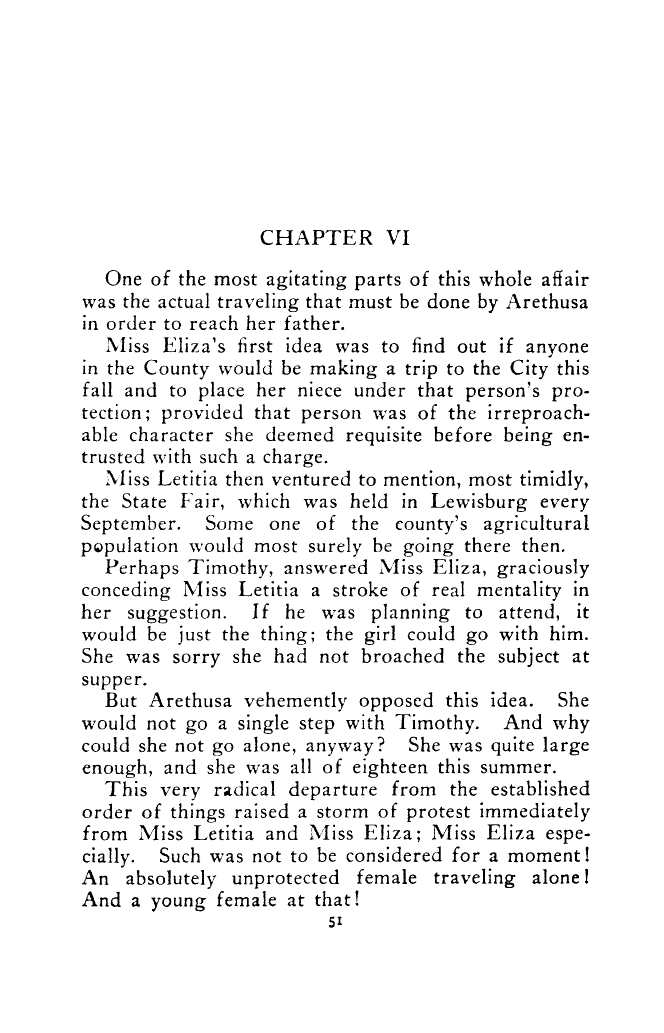 CHAPTER VI
One of the most agitating parts of this whole affair
was the actual traveling that must be done by Arethusa
in order to reach her father.
Miss Eliza's first idea was to find out if anyone
in the County would be making a trip to the City this
fall and to place her niece under that person's pro-
tection; provided that person was of the irreproach-
able character she deemed requisite before being en-
trusted with such a charge.
Miss Letitia then ventured to mention, most timidly,
the State Fair, which was held in Lewisburg every
September. Some one of the county's agricultural
population would most surely be going there then.
Perhaps Timothy, answered Miss Eliza, graciously
conceding Miss Letitia a stroke of real mentality in
her suggestion. If he was planning to attend, it
would be just the thing; the girl could go with him.
She was sorry she had not broached the subject at
supper.
But Arethusa vehemently opposed this idea. She
would not go a single step with Timothy. And why
could she not go alone, anyway? She was quite large
enough, and she was all of eighteen this summer.
This very radical departure from the established
order of things raised a storm of protest immediately
from Miss Letitia and Miss Eliza; Miss Eliza espe-
cially. Such was not to be considered for a moment!
An absolutely unprotected female traveling alone!
And a young female at that!
51